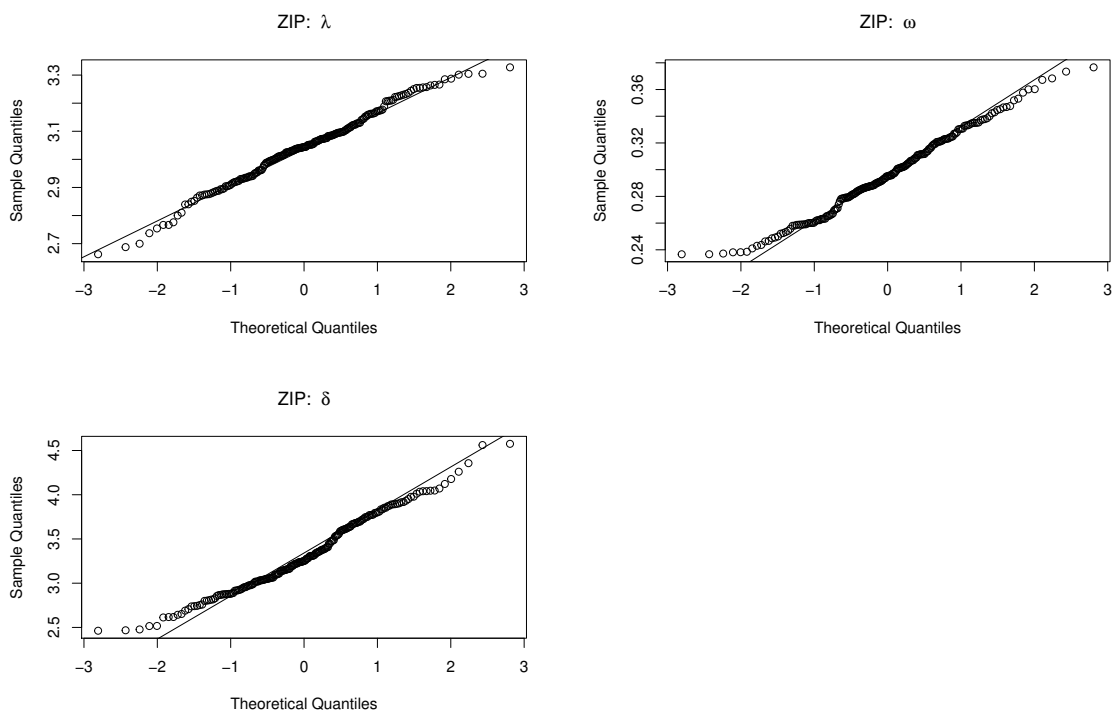 ZIP: λ
3.3
3.1
2.9
2.7
Sample Quantiles
−3 −2 −1 0 1 2 3
Theoretical Quantiles
ZIP: ω
0.36
0.32
0.28
0.24
Sample Quantiles
−3 −2 −1 0 1 2 3
Theoretical Quantiles
ZIP: δ
4.5
4.0
3.5
3.0
2.5
Sample Quantiles
−3 −2 −1 0 1 2 3
Theoretical Quantiles